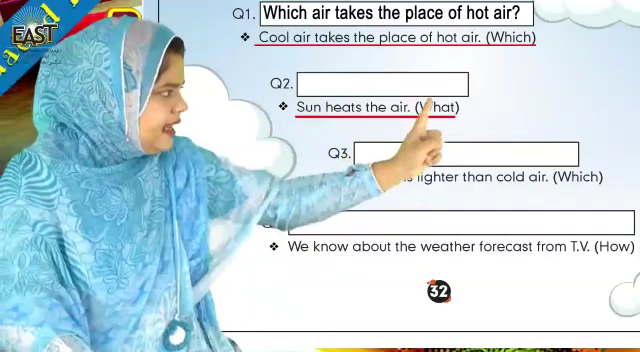 EAST
Q1. Which air takes the place of hot air?
❖ Cool air takes the place of hot air. (Which)
Q2.
❖ Sun heats the air. (What)
Q3.
lighter than cold air. (Which)
❖ We know about the weather forecast from T.V. (How)
32